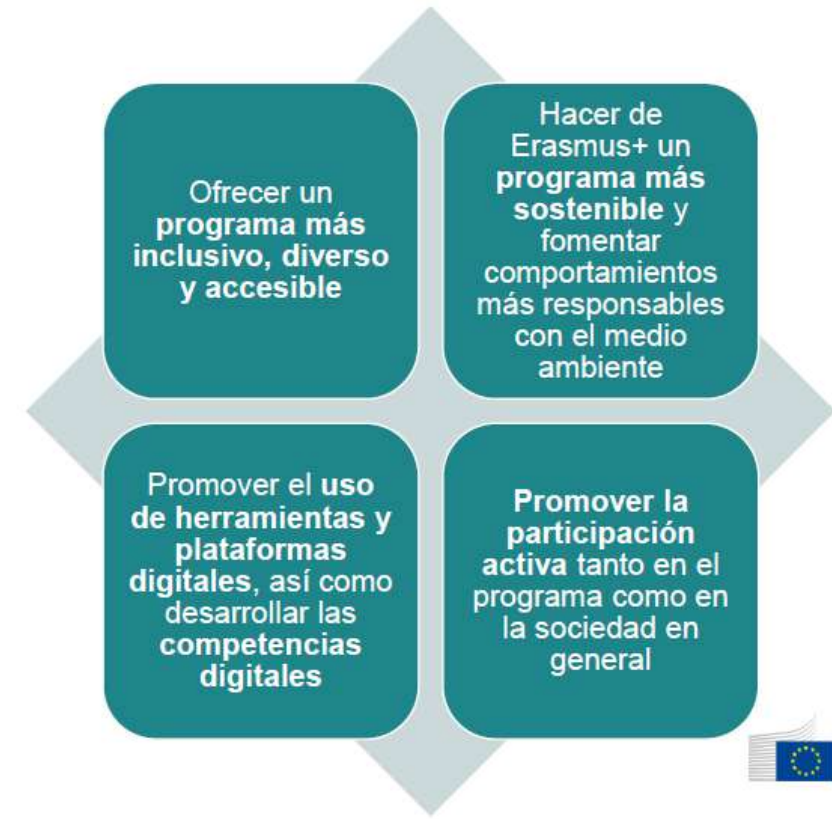 Ofrecer un
programa más
inclusivo, diverso
y accesible
Hacer de
Erasmus+ un
programa más
sostenible y
fomentar
comportamientos
más responsables
con el medio
ambiente
Promover el uso
de herramientas y
plataformas
digitales, así como
desarrollar las
competencias
digitales
Promover la
participación
activa tanto en el
programa como en
la sociedad en
general